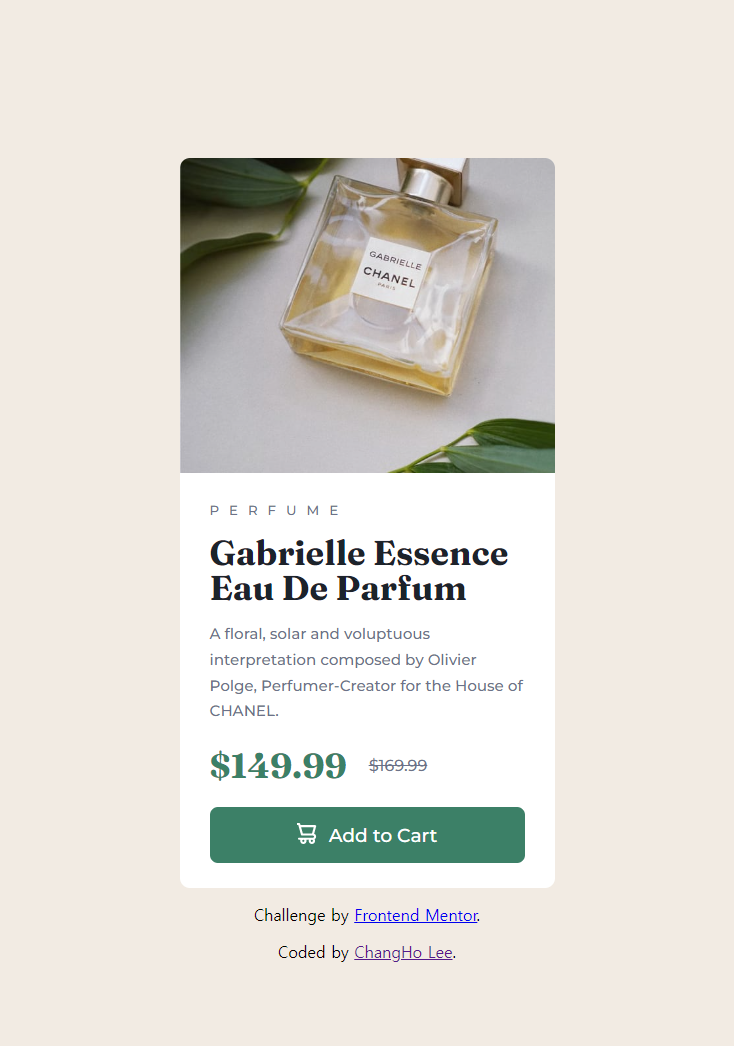 GABRIELLE
CHANEL
PARIS
PERFUME
Gabrielle Essence
Eau De Parfum
A floral, solar and voluptuous
interpretation composed by Olivier
Polge, Perfumer-Creator for the House of
CHANEL.
$149.99 $169.99
Add to Cart
Challenge by Frontend Mentor.
Coded by ChangHo Lee.